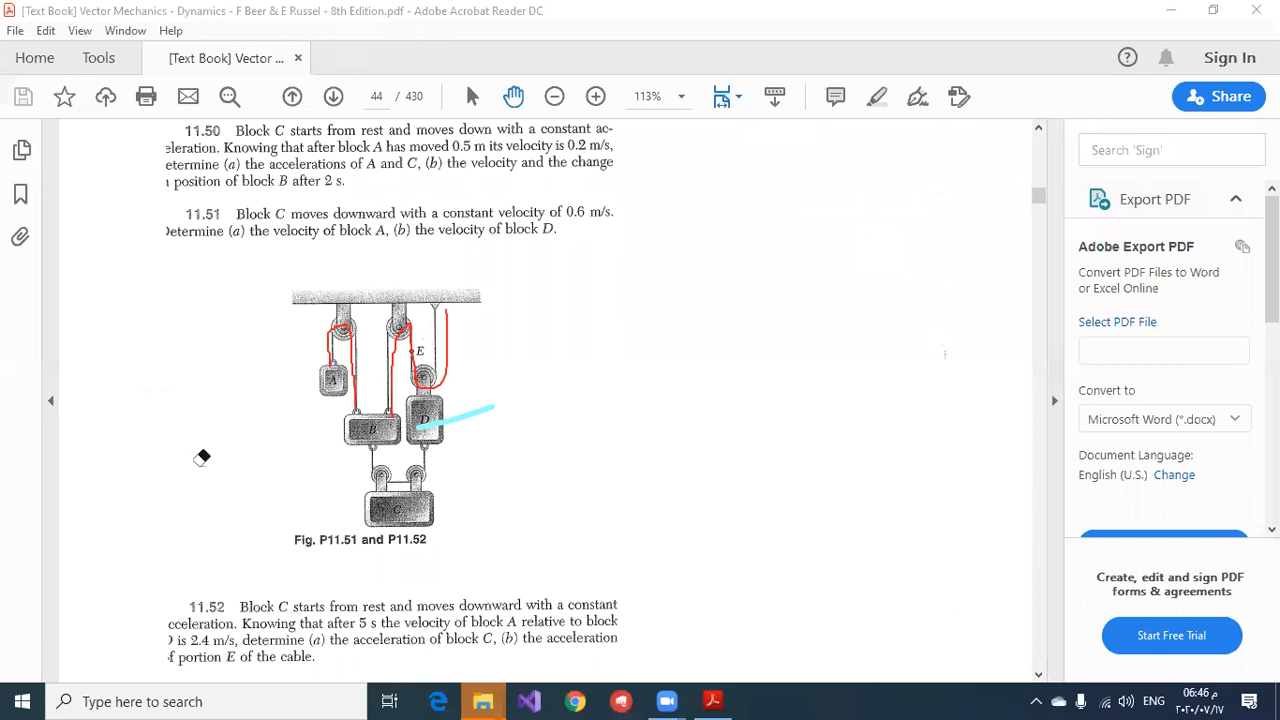 [Text Book] Vector Mechanics - Dynamics - F Beer & E Russel - 8th Edition.pdf - Adobe Acrobat Reader DC
File Edit View Window Help
Home Tools [Text Book] Vector ... × Sign In
44 / 430 113% Share
11.50 Block C starts from rest and moves down with a constant ac-
eleration. Knowing that after block A has moved 0.5 m its velocity is 0.2 m/s,
etermine (a) the accelerations of A and C, (b) the velocity and the change
position of block B after 2 s.
11.51 Block C moves downward with a constant velocity of 0.6 m/s.
Determine (a) the velocity of block A, (b) the velocity of block D.
E
A
D
B
C
Fig. P11.51 and P11.52
11.52 Block C starts from rest and moves downward with a constant
cceleration. Knowing that after 5 s the velocity of block A relative to block
D is 2.4 m/s, determine (a) the acceleration of block C, (b) the acceleration
f portion E of the cable.
Search 'Sign'
Export PDF
Adobe Export PDF
Convert PDF Files to Word
or Excel Online
Select PDF File
Convert to
Microsoft Word (*.docx)
Document Language:
English (U.S.) Change
Create, edit and sign PDF
forms & agreements
Start Free Trial
Type here to search
ENG
06:46 م
٢٠٢٠/٠٧/١٧